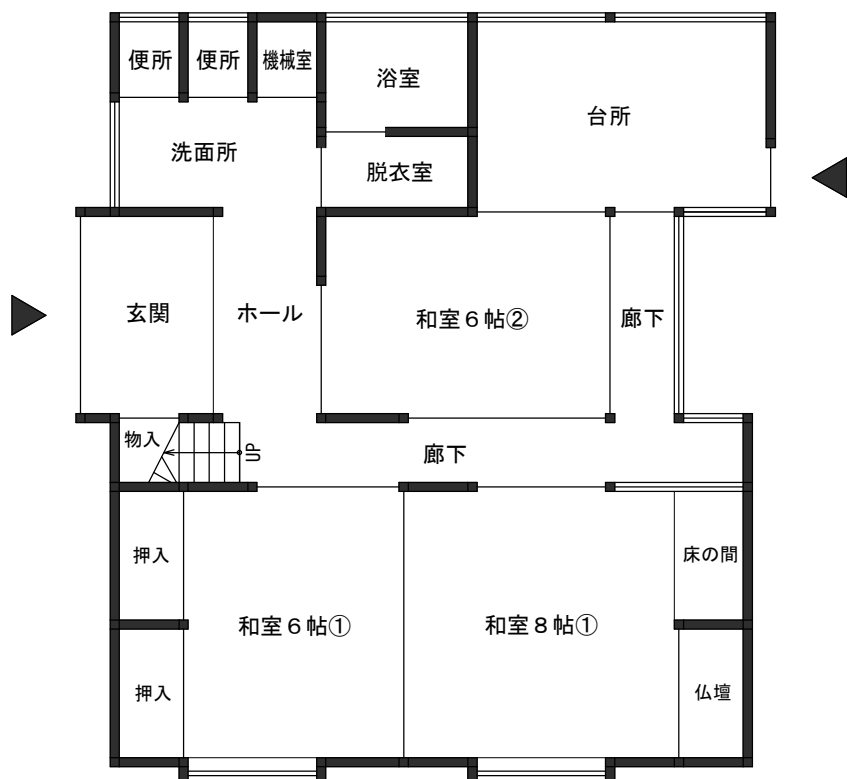 便所
便所
機械室
浴室
台所
洗面所
脱衣室
玄関
ホール
和室６帖②
廊下
物入
UP
廊下
押入
床の間
和室６帖①
和室８帖①
押入
仏壇